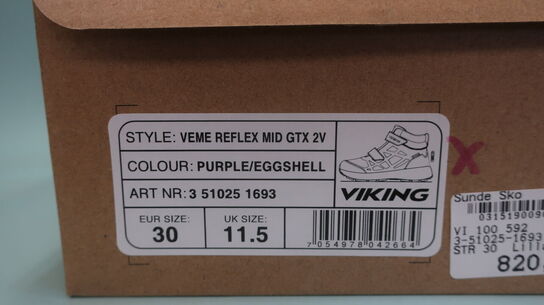 STYLE: VEME REFLEX MID GTX 2V
COLOUR: PURPLE/EGGSHELL
ART NR: 3 51025 1693
VIKING
EUR SIZE:
30
UK SIZE:
11.5
7 054978 042664
X
Sunde Sko
VI 100 592
3-51025-1693
STR 30
820